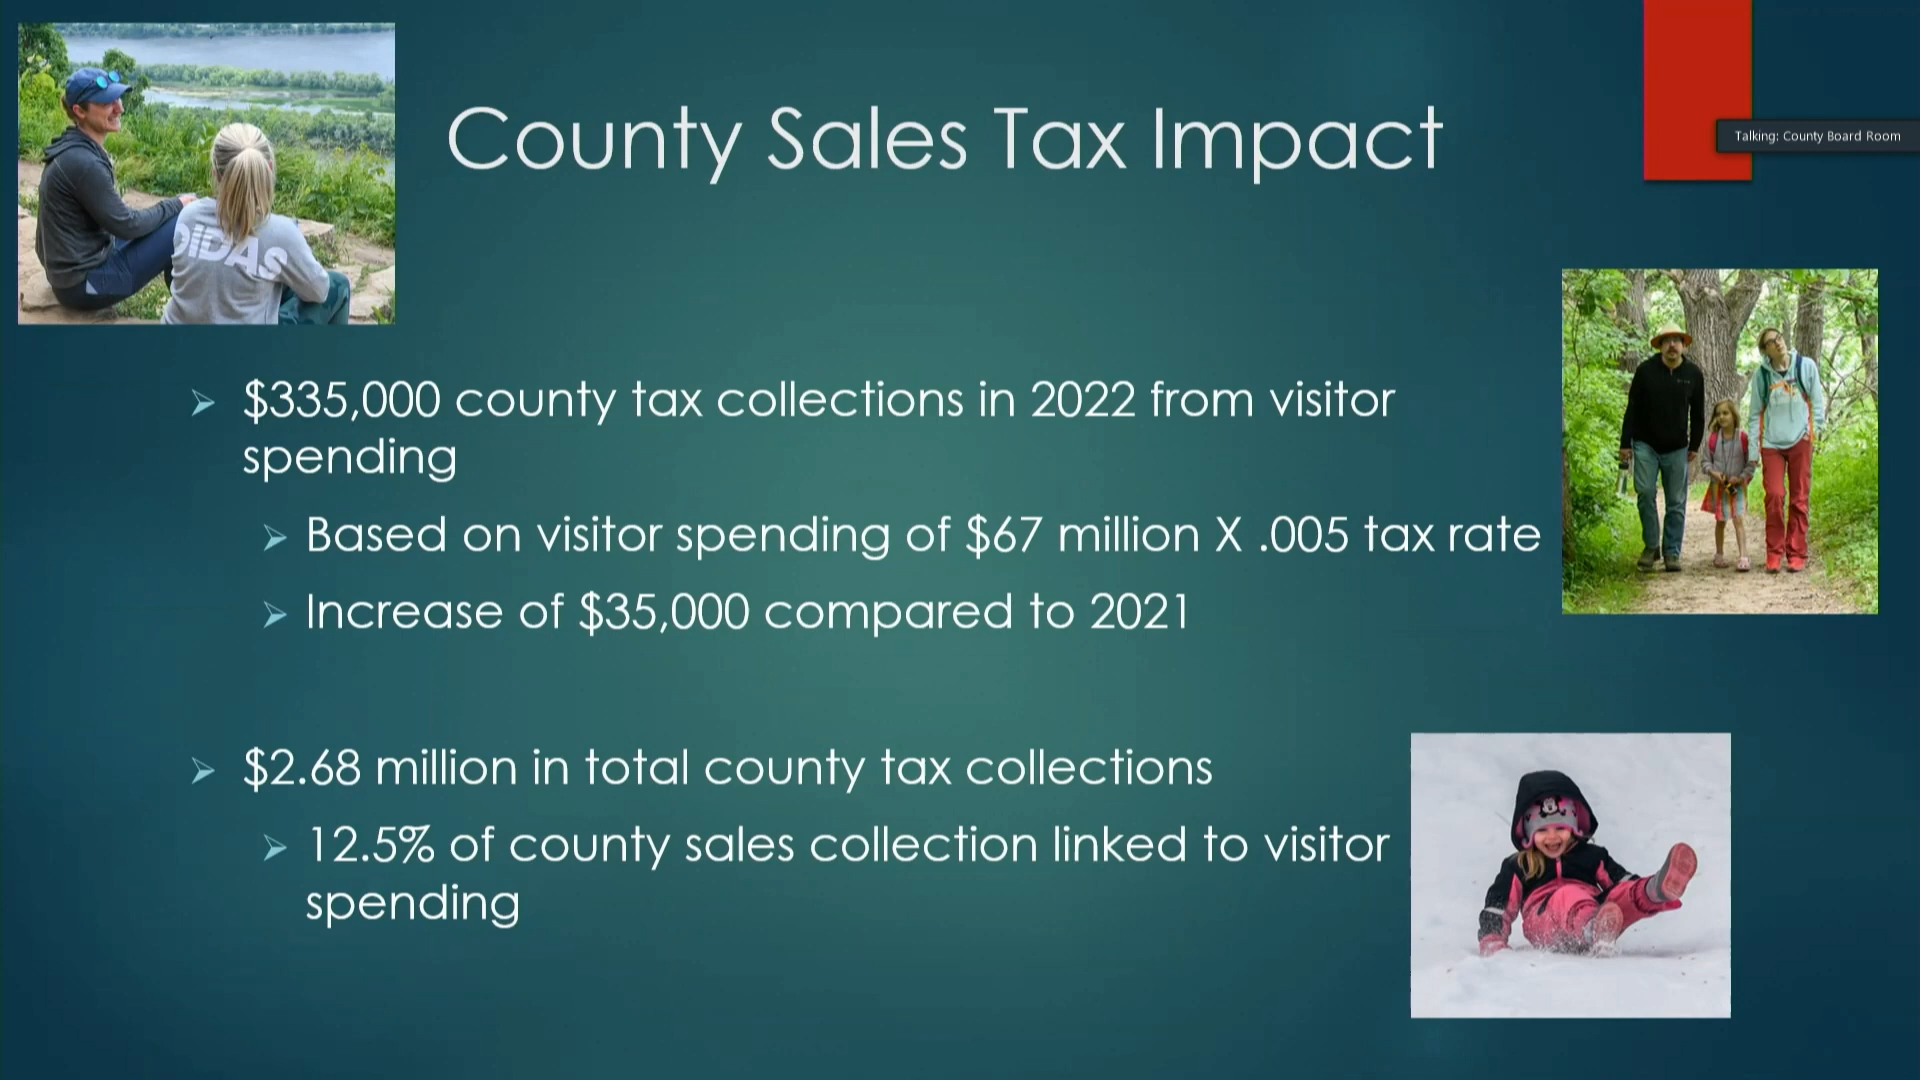 County Sales Tax Impact
Talking: County Board Room
DIDAS
$335,000 county tax collections in 2022 from visitor
spending
Based on visitor spending of $67 million X .005 tax rate
Increase of $35,000 compared to 2021
$2.68 million in total county tax collections
12.5% of county sales collection linked to visitor
spending